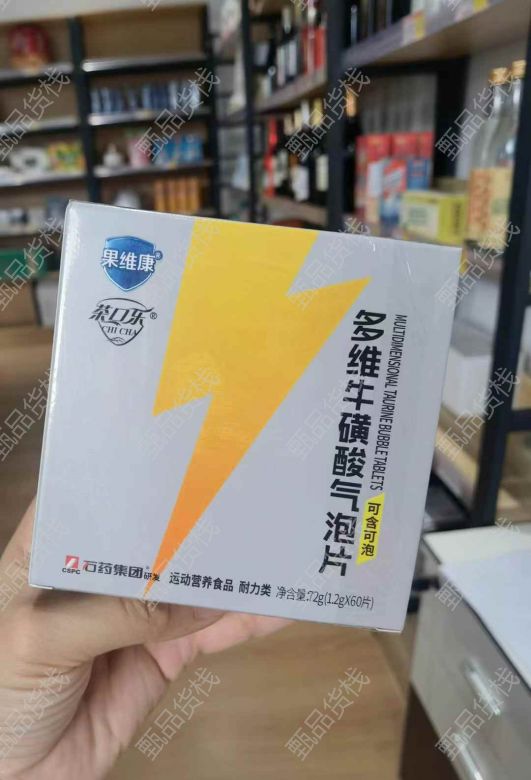 果维康®
茶口乐®
CHI CHA
多维牛磺酸气泡片
MULTIDIMENSIONAL TAURINE BUBBLE TABLETS
可含可泡
CSPC 石药集团®研发
运动营养食品 耐力类 净含量:72g(1.2gX60片)
甄品货栈